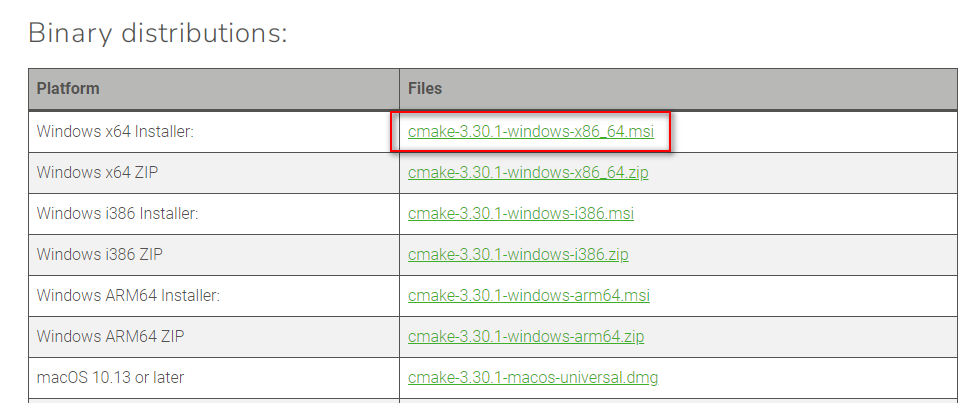 Binary distributions:
Platform Files
Windows x64 Installer: cmake-3.30.1-windows-x86_64.msi
Windows x64 ZIP cmake-3.30.1-windows-x86_64.zip
Windows i386 Installer: cmake-3.30.1-windows-i386.msi
Windows i386 ZIP cmake-3.30.1-windows-i386.zip
Windows ARM64 Installer: cmake-3.30.1-windows-arm64.msi
Windows ARM64 ZIP cmake-3.30.1-windows-arm64.zip
macOS 10.13 or later cmake-3.30.1-macos-universal.dmg